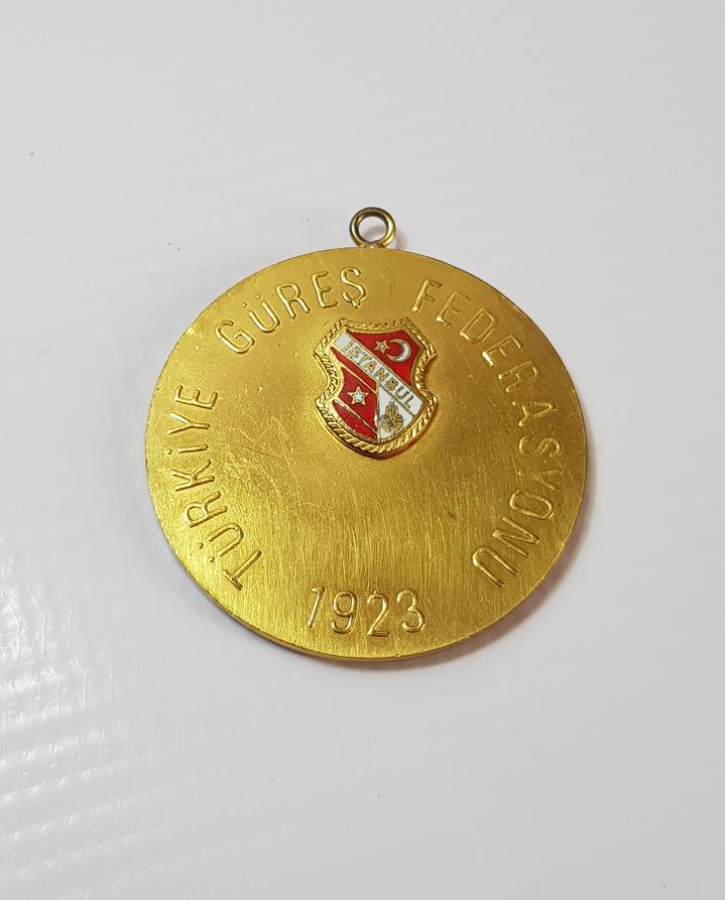 TÜRKİYE GÜREŞ FEDERASYONU
İSTANBUL
1923